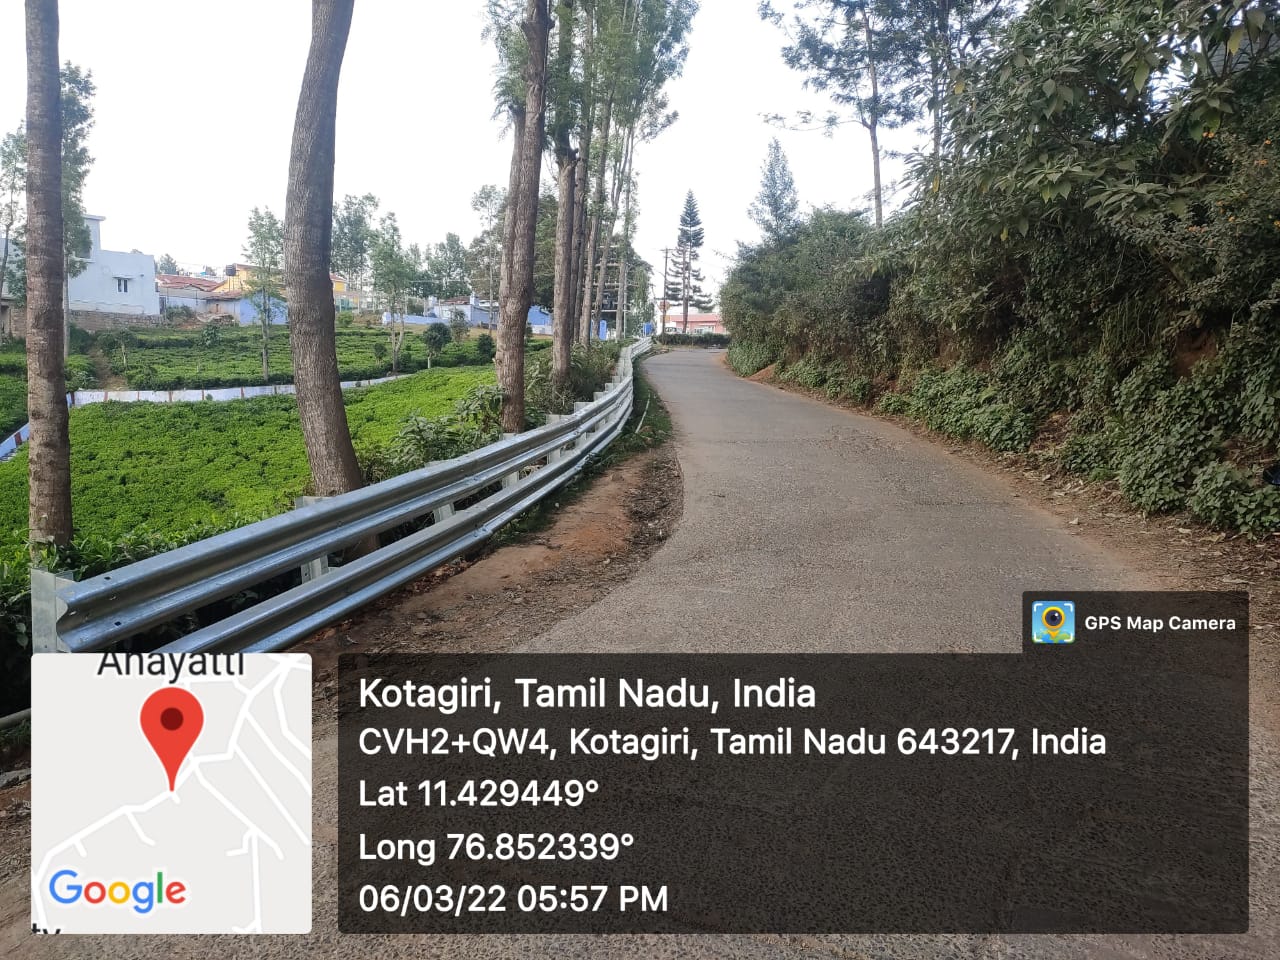 GPS Map Camera
Anayatti
Google
Kotagiri, Tamil Nadu, India
CVH2+QW4, Kotagiri, Tamil Nadu 643217, India
Lat 11.429449°
Long 76.852339°
06/03/22 05:57 PM